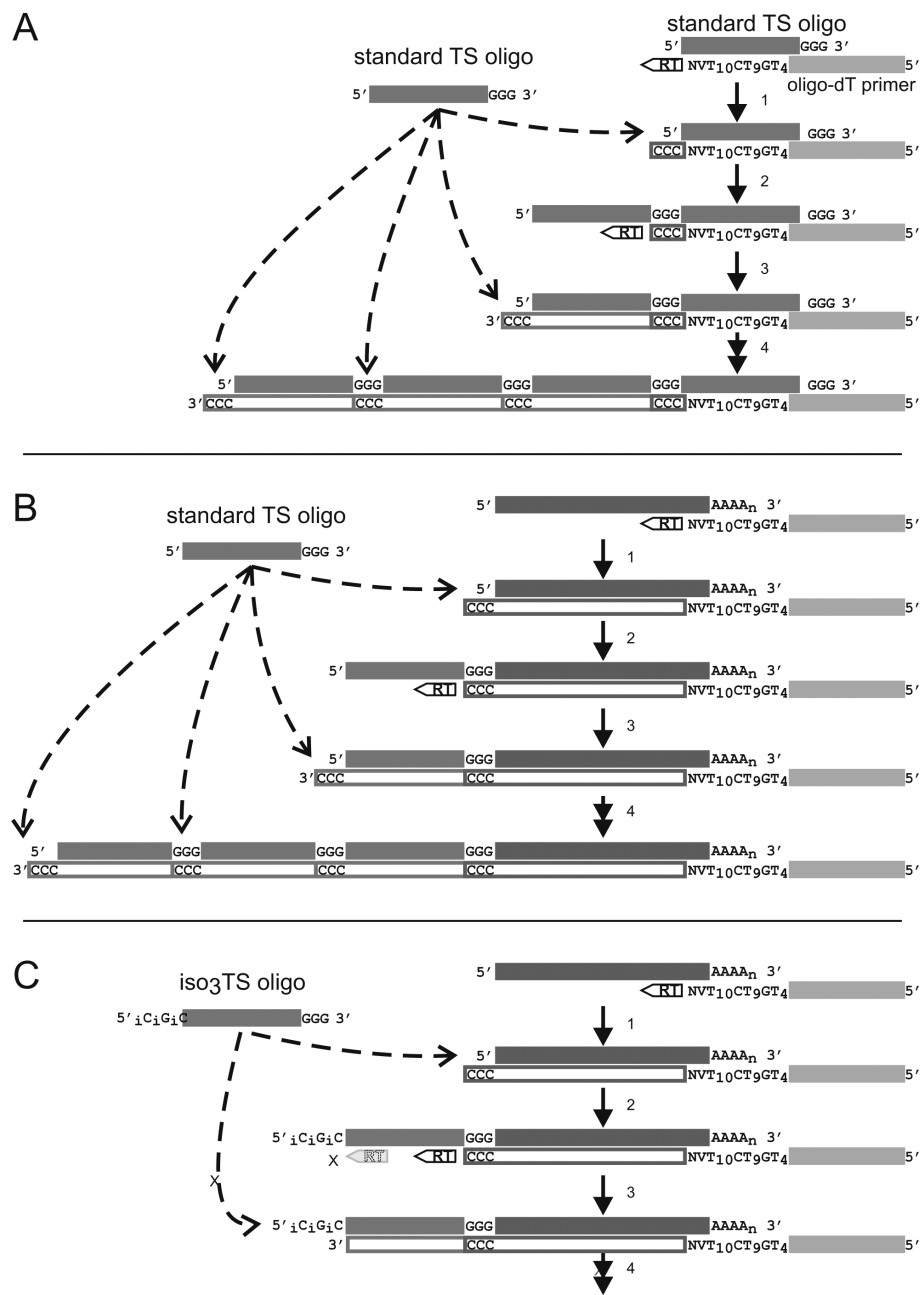 A
standard TS oligo
standard TS oligo
5′ GGG 3′
RT NVT10CT9GT4 5′
oligo-dT primer
5′ GGG 3′
1
5′ GGG 3′
CCC NVT10CT9GT4 5′
2
5′ GGG GGG 3′
RT CCC NVT10CT9GT4 5′
3
5′ GGG GGG 3′
3′ CCC CCC NVT10CT9GT4 5′
4
5′ GGG GGG GGG GGG 3′
3′ CCC CCC CCC CCC NVT10CT9GT4 5′
B
standard TS oligo
5′ AAAAn 3′
RT NVT10CT9GT4 5′
5′ GGG 3′
1
5′ AAAAn 3′
CCC NVT10CT9GT4 5′
2
5′ GGG AAAAn 3′
RT CCC NVT10CT9GT4 5′
3
5′ GGG AAAAn 3′
3′ CCC CCC NVT10CT9GT4 5′
4
5′ GGG GGG GGG AAAAn 3′
3′ CCC CCC CCC CCC NVT10CT9GT4 5′
C
iso3TS oligo
5′ AAAAn 3′
RT NVT10CT9GT4 5′
5′ iCiGiC GGG 3′
1
5′ AAAAn 3′
CCC NVT10CT9GT4 5′
2
5′ iCiGiC GGG AAAAn 3′
X RT RT CCC NVT10CT9GT4 5′
X
3
5′ iCiGiC GGG AAAAn 3′
3′ CCC NVT10CT9GT4 5′
4